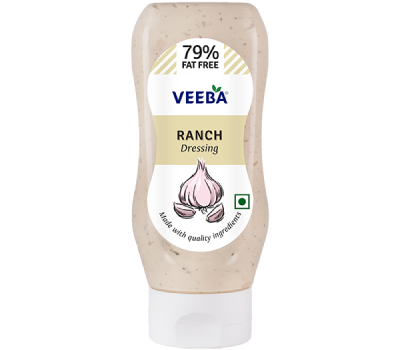 79%
FAT FREE
VEEBA®
RANCH
Dressing
Made with quality ingredients